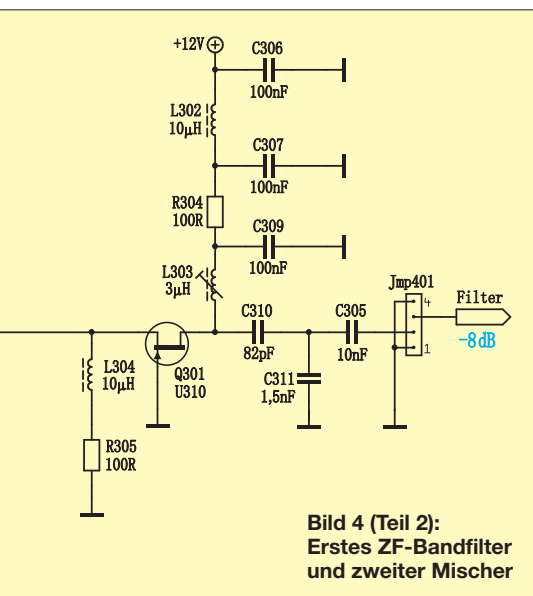 +12V
C306
100nF
L302
10µH
C307
100nF
R304
100R
C309
100nF
L303
3µH
Jmp401
4
1
Filter
-8dB
C310
82pF
C305
10nF
C311
1,5nF
L304
10µH
Q301
U310
R305
100R
Bild 4 (Teil 2):
Erstes ZF-Bandfilter
und zweiter Mischer